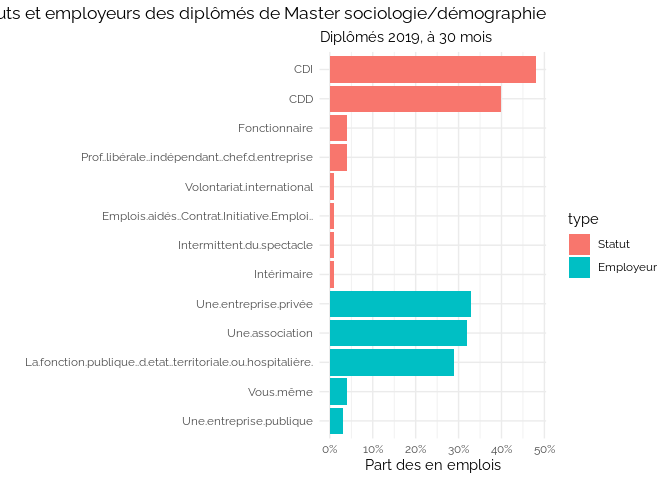 uts et employeurs des diplômés de Master sociologie/démographie
Diplômés 2019, à 30 mois
CDI
CDD
Fonctionnaire
Prof..libérale..indépendant..chef.d.entreprise
Volontariat.international
Emplois.aidés..Contrat.Initiative.Emploi..
Intermittent.du.spectacle
Intérimaire
Une.entreprise.privée
Une.association
La.fonction.publique..d.etat..territoriale.ou.hospitalière.
Vous.même
Une.entreprise.publique
0% 10% 20% 30% 40% 50%
Part des en emplois
type
Statut
Employeur